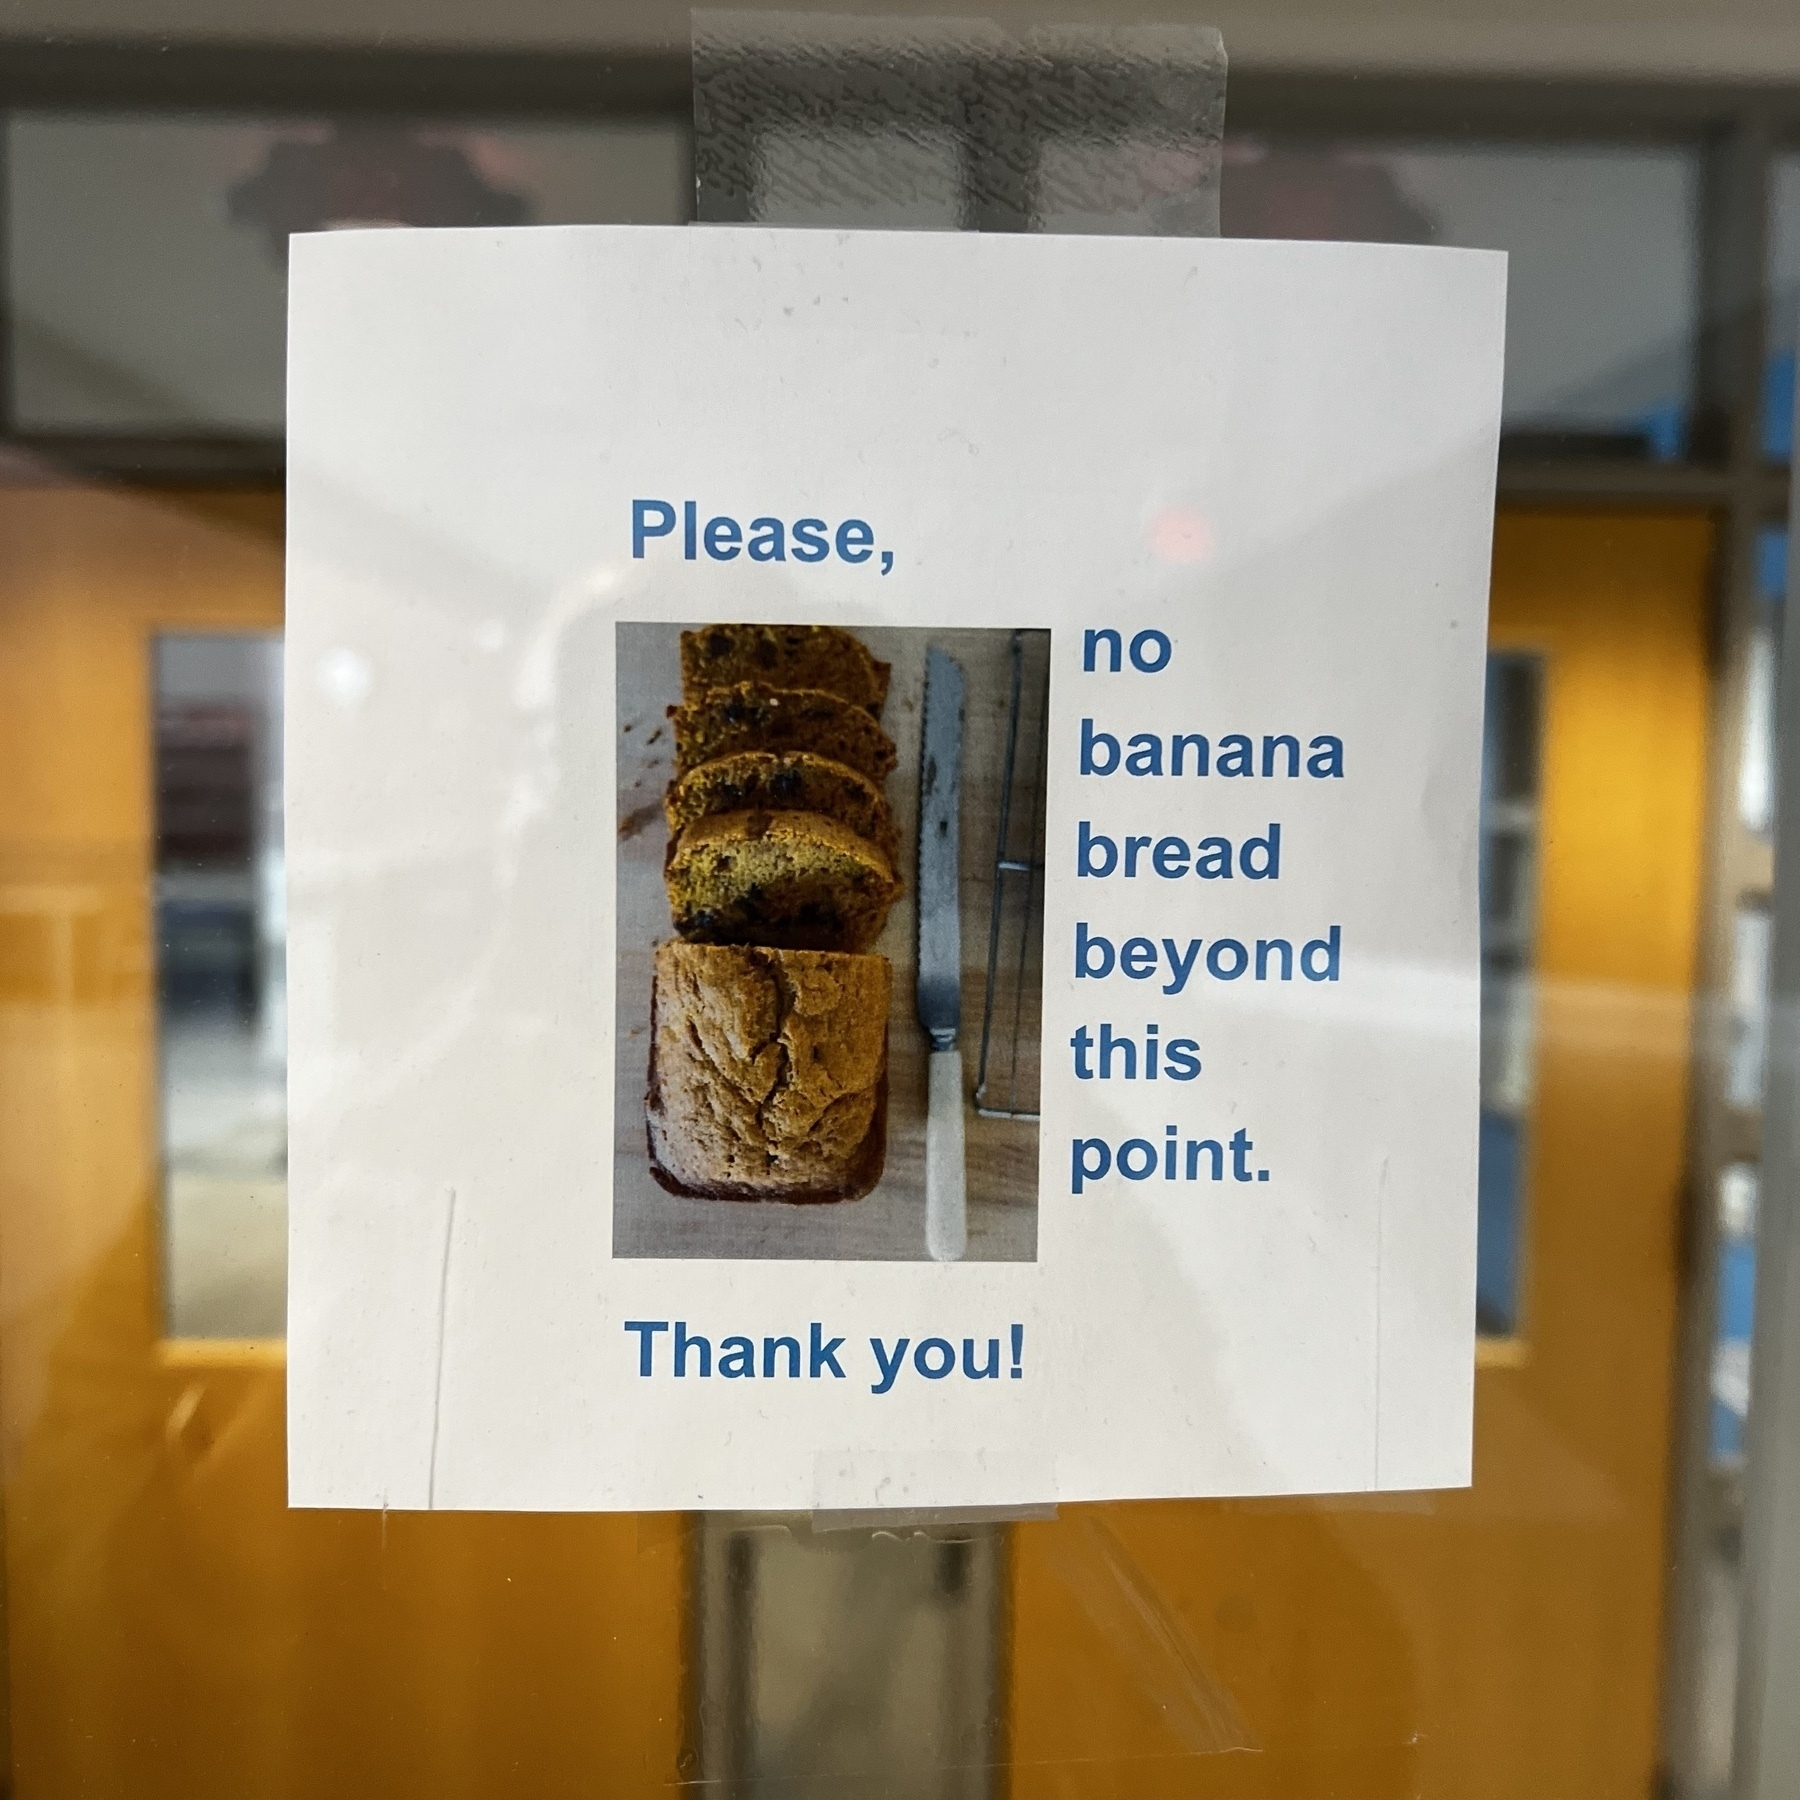 Please,
no
banana
bread
beyond
this
point.
Thank you!